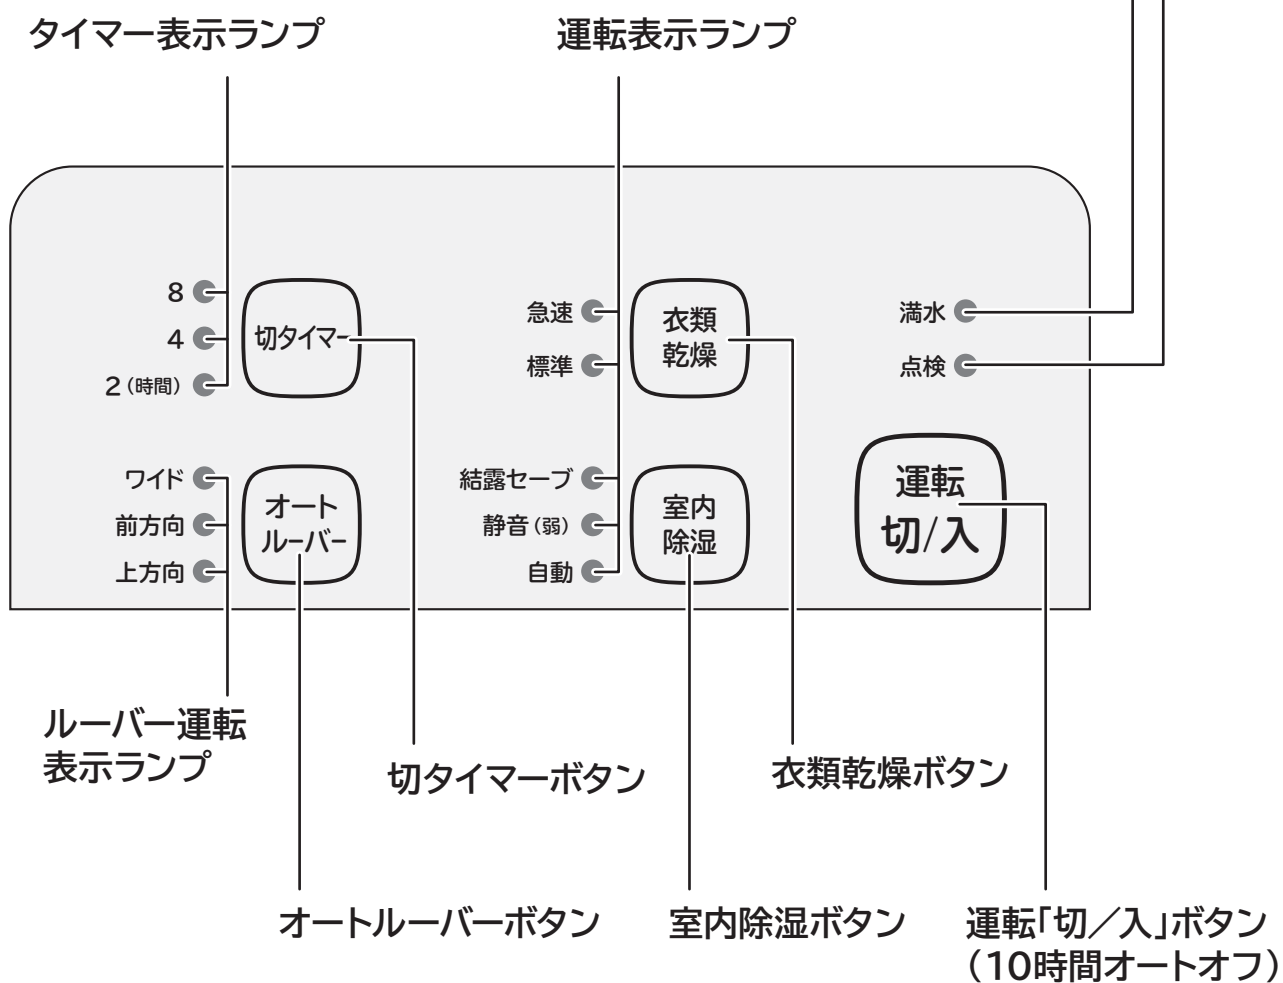 タイマー表示ランプ
運転表示ランプ
8
4
2(時間)
切タイマー
急速
標準
衣類
乾燥
満水
点検
ワイド
前方向
上方向
オート
ルーバー
結露セーブ
静音(弱)
自動
室内
除湿
運転
切/入
ルーバー運転
表示ランプ
切タイマーボタン
衣類乾燥ボタン
オートルーバーボタン
室内除湿ボタン
運転「切/入」ボタン
(10時間オートオフ)